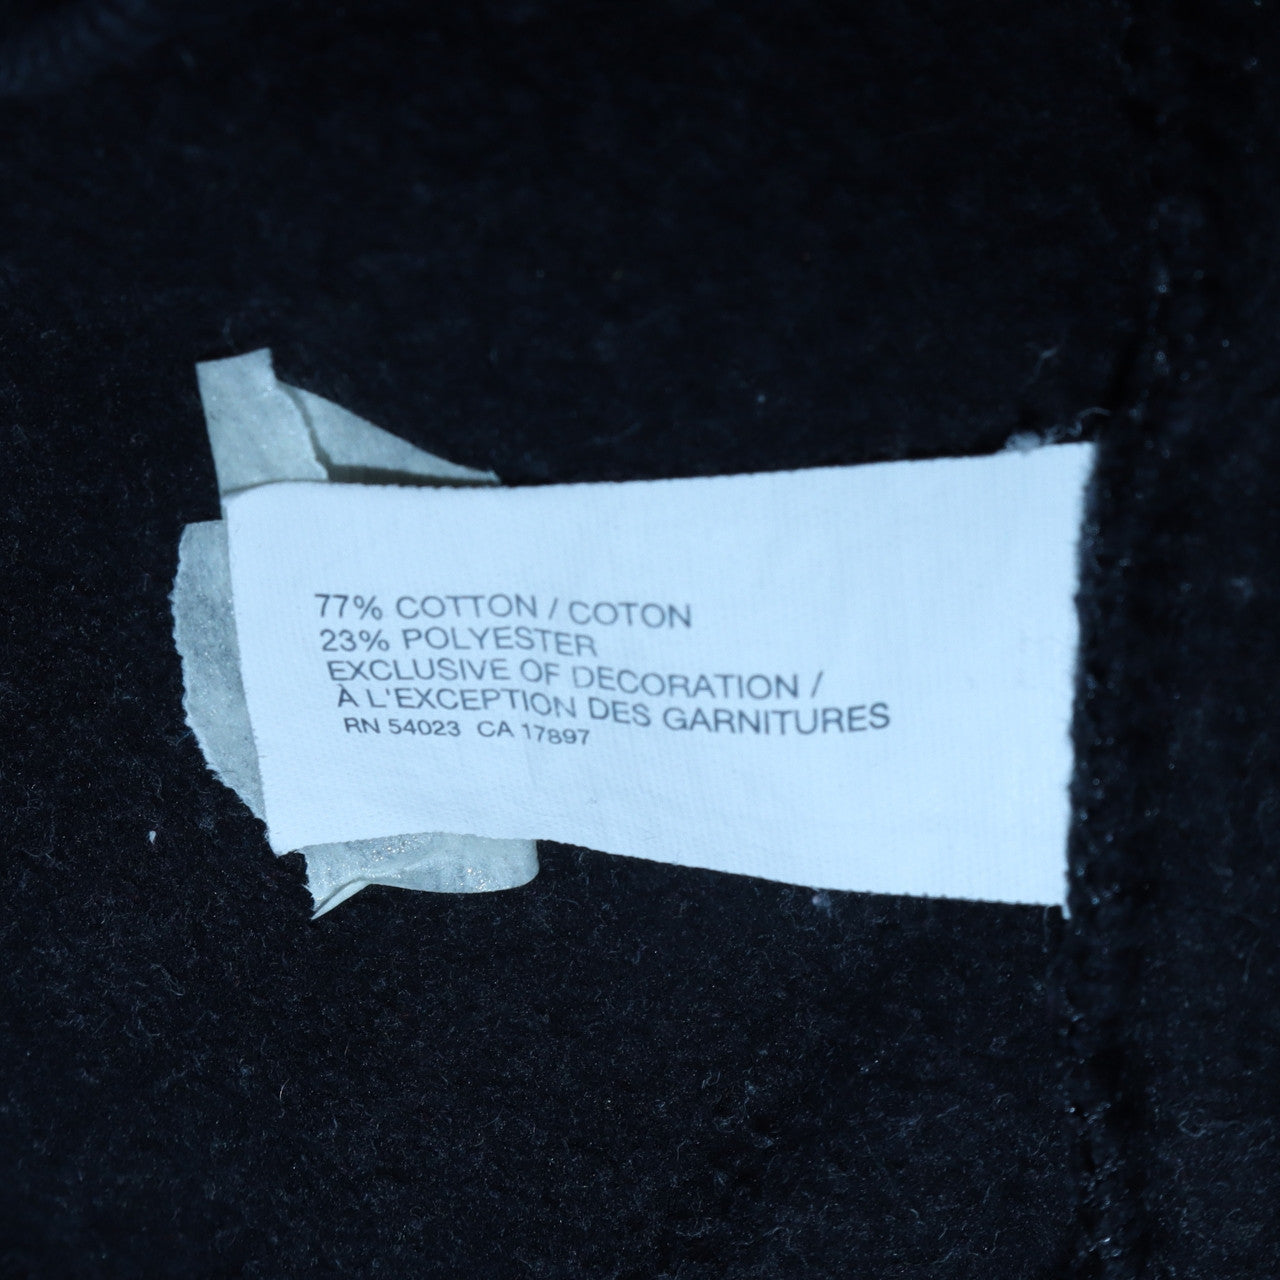 77% COTTON / COTON
23% POLYESTER
EXCLUSIVE OF DECORATION /
À L'EXCEPTION DES GARNITURES
RN 54023 CA 17897